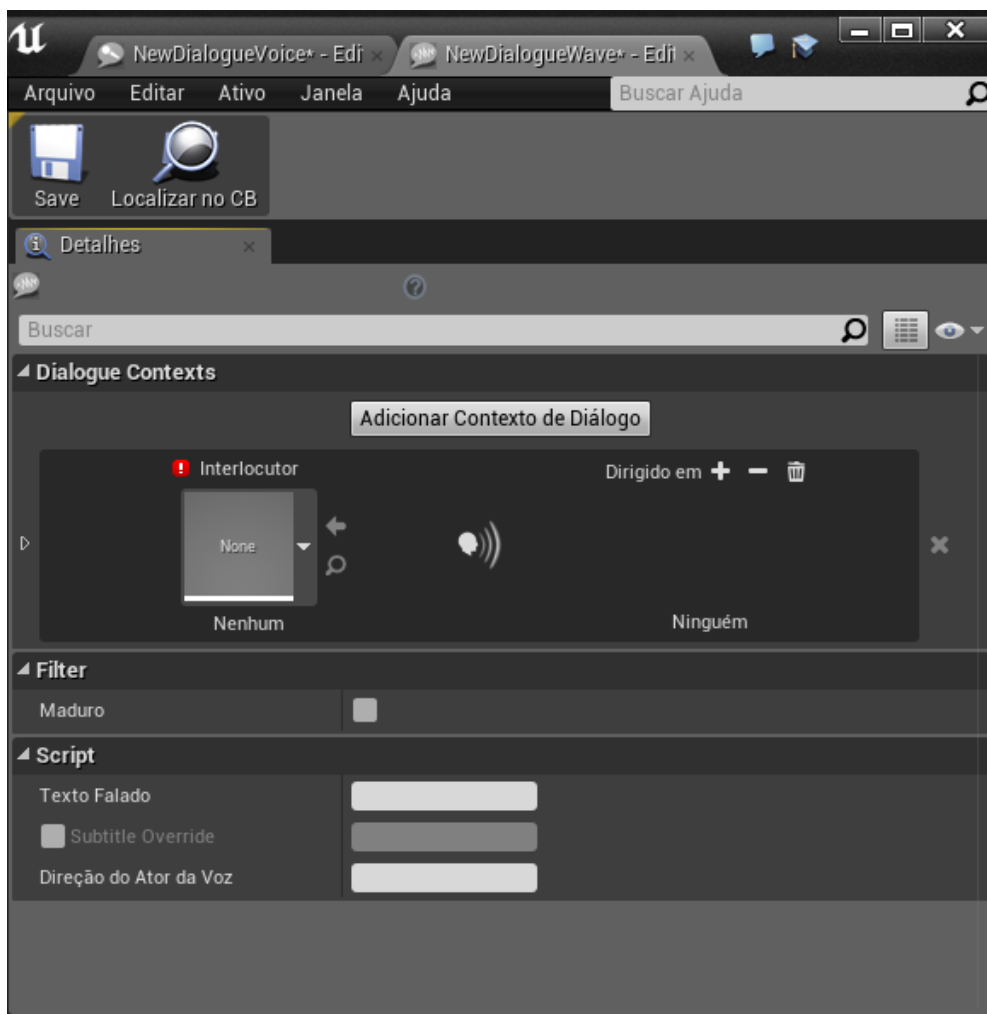 NewDialogueVoice* - Edi
NewDialogueWave* - Edi
Arquivo Editar Ativo Janela Ajuda Buscar Ajuda
Save Localizar no CB
Detalhes
Buscar
Dialogue Contexts
Adicionar Contexto de Diálogo
Interlocutor Dirigido em
None
Nenhum Ninguém
Filter
Maduro
Script
Texto Falado
Subtitle Override
Direção do Ator da Voz